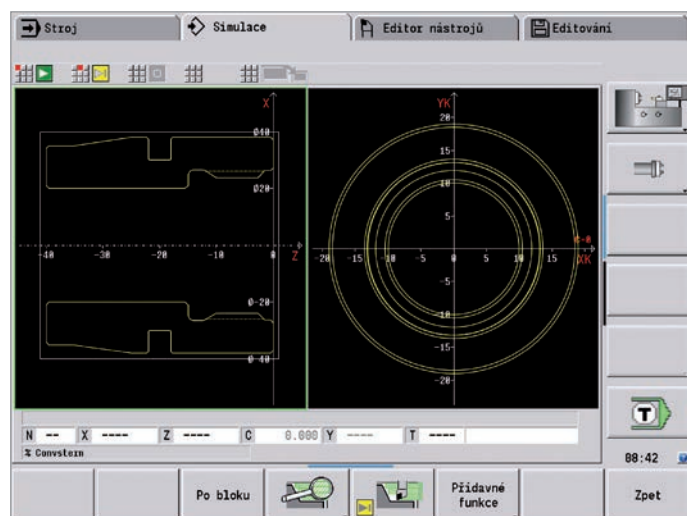 Stroj
Simulace
Editor nástrojů
Editování
X
Ø40
Ø20
-40 -30 -20 -10 0 Z
Ø-20
Ø-40
YK
20
15
10
5
-20 -15 -10 -5 0 5 10 15 XK
-5
-10
-15
-20
N -- X ---- Z ---- C 0.000 Y ---- T ----
% Convstern
T
08:42
Po bloku
Přídavné
funkce
Zpet